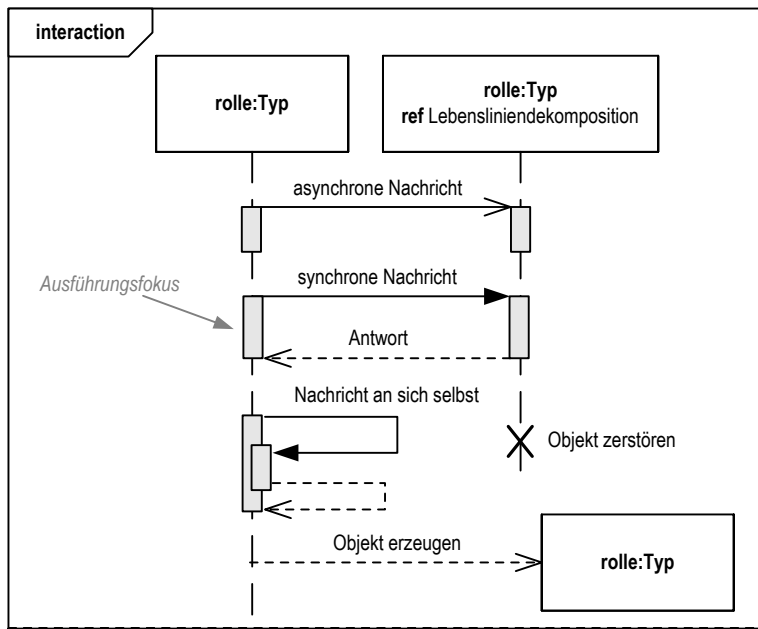 interaction
rolle:Typ
rolle:Typ
ref Lebensliniendekomposition
asynchrone Nachricht
Ausführungsfokus
synchrone Nachricht
Antwort
Nachricht an sich selbst
Objekt zerstören
Objekt erzeugen
rolle:Typ